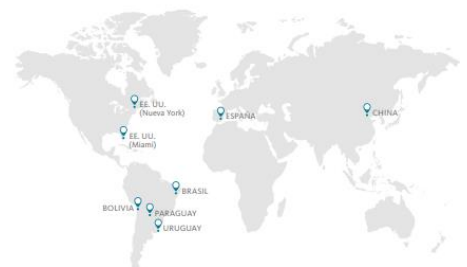 EE. UU.
(Nueva York)
ESPAÑA
CHINA
EE. UU.
(Miami)
BRASIL
BOLIVIA
PARAGUAY
URUGUAY